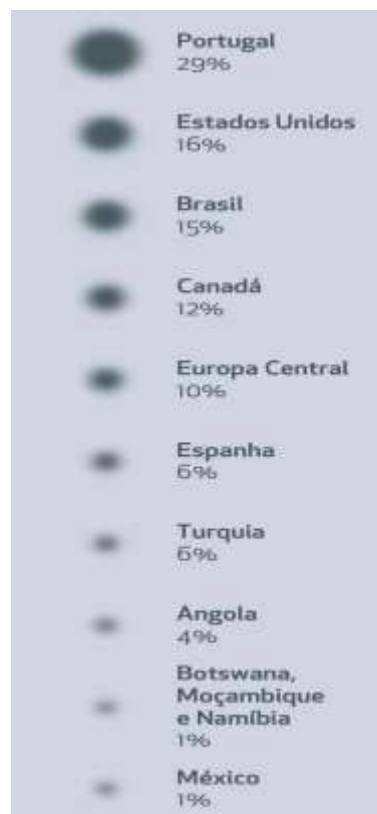 Portugal
29%
Estados Unidos
16%
Brasil
15%
Canadá
12%
Europa Central
10%
Espanha
6%
Turquia
6%
Angola
4%
Botswana,
Moçambique
e Namíbia
1%
México
1%